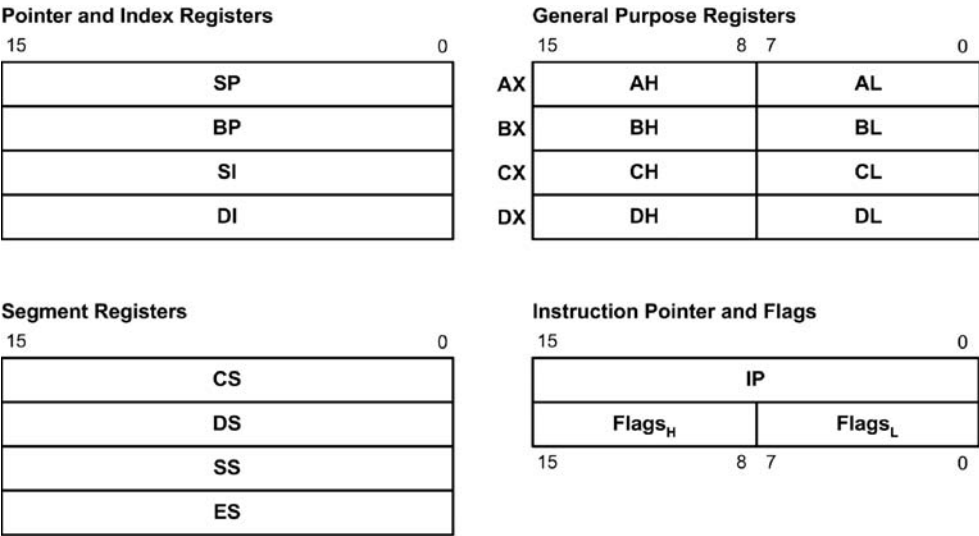 Pointer and Index Registers
15 0
SP
BP
SI
DI
General Purpose Registers
15 8 7 0
AX AH AL
BX BH BL
CX CH CL
DX DH DL
Segment Registers
15 0
CS
DS
SS
ES
Instruction Pointer and Flags
15 0
IP
FlagsH FlagsL
15 8 7 0